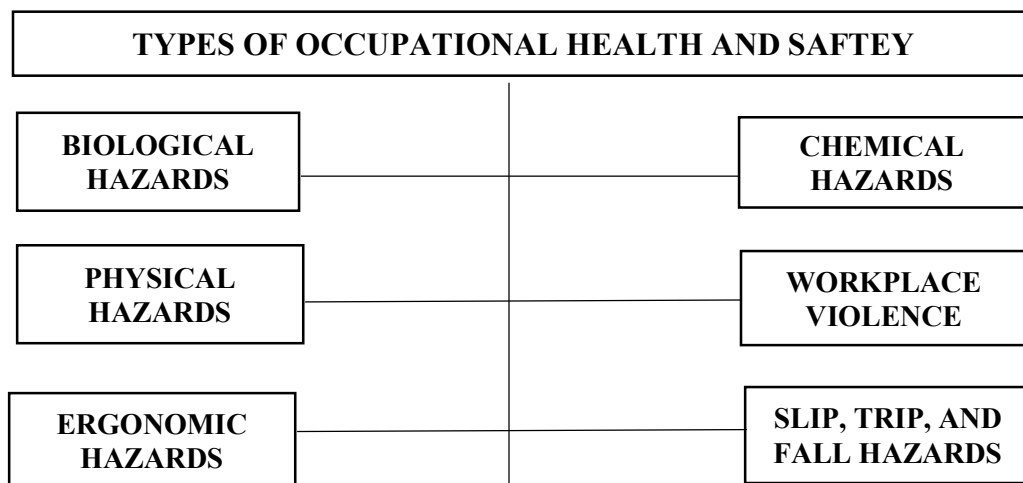 TYPES OF OCCUPATIONAL HEALTH AND SAFTEY
BIOLOGICAL
HAZARDS
CHEMICAL
HAZARDS
PHYSICAL
HAZARDS
WORKPLACE
VIOLENCE
ERGONOMIC
HAZARDS
SLIP, TRIP, AND
FALL HAZARDS